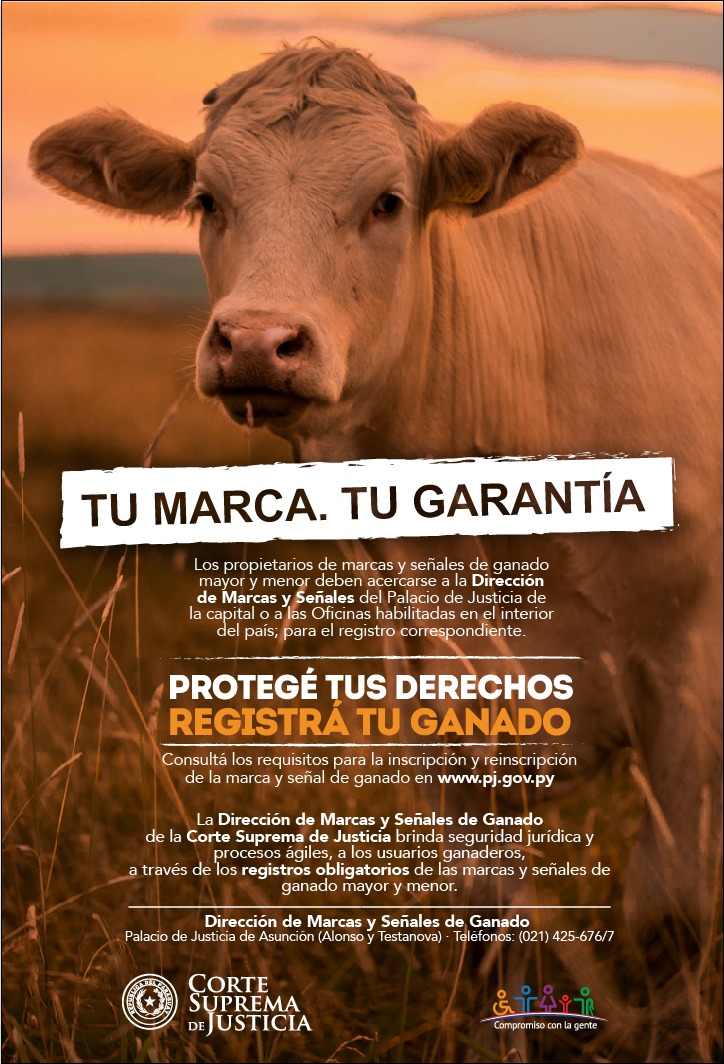 TU MARCA. TU GARANTÍA
Los propietarios de marcas y señales de ganado
mayor y menor deben acercarse a la Dirección
de Marcas y Señales del Palacio de Justicia de
la capital o a las Oficinas habilitadas en el interior
del país; para el registro correspondiente.
PROTEGÉ TUS DERECHOS
REGISTRÁ TU GANADO
Consultá los requisitos para la inscripción y reinscripción
de la marca y señal de ganado en www.pj.gov.py
La Dirección de Marcas y Señales de Ganado
de la Corte Suprema de Justicia brinda seguridad jurídica y
procesos ágiles, a los usuarios ganaderos,
a través de los registros obligatorios de las marcas y señales de
ganado mayor y menor.
Dirección de Marcas y Señales de Ganado
Palacio de Justicia de Asunción (Alonso y Testanova) · Teléfonos: (021) 425-676/7
REPUBLICA DEL PARAGUAY
CORTE
SUPREMA
DE JUSTICIA
Compromiso con la gente